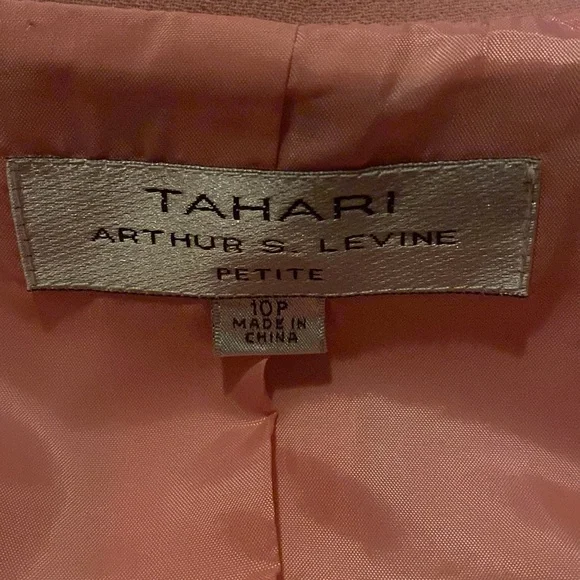 TAHARI
ARTHUR S. LEVINE
PETITE
10P
MADE IN
CHINA